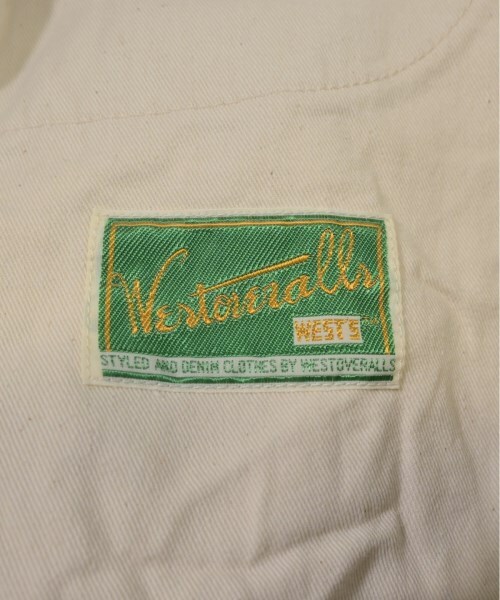 Westoveralls
WEST'S
STYLED AND DENIM CLOTHES BY WESTOVERALLS